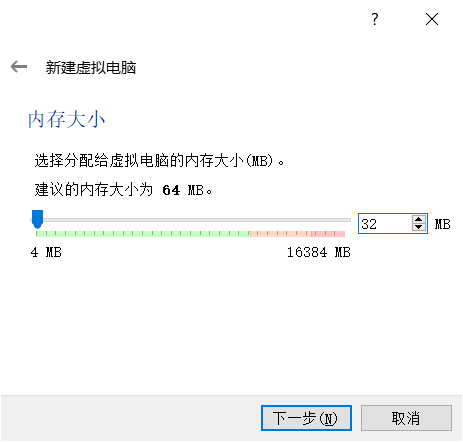 ?
新建虚拟电脑
内存大小
选择分配给虚拟电脑的内存大小(MB)。
建议的内存大小为 64 MB。
32 MB
4 MB 16384 MB
下一步(N) 取消